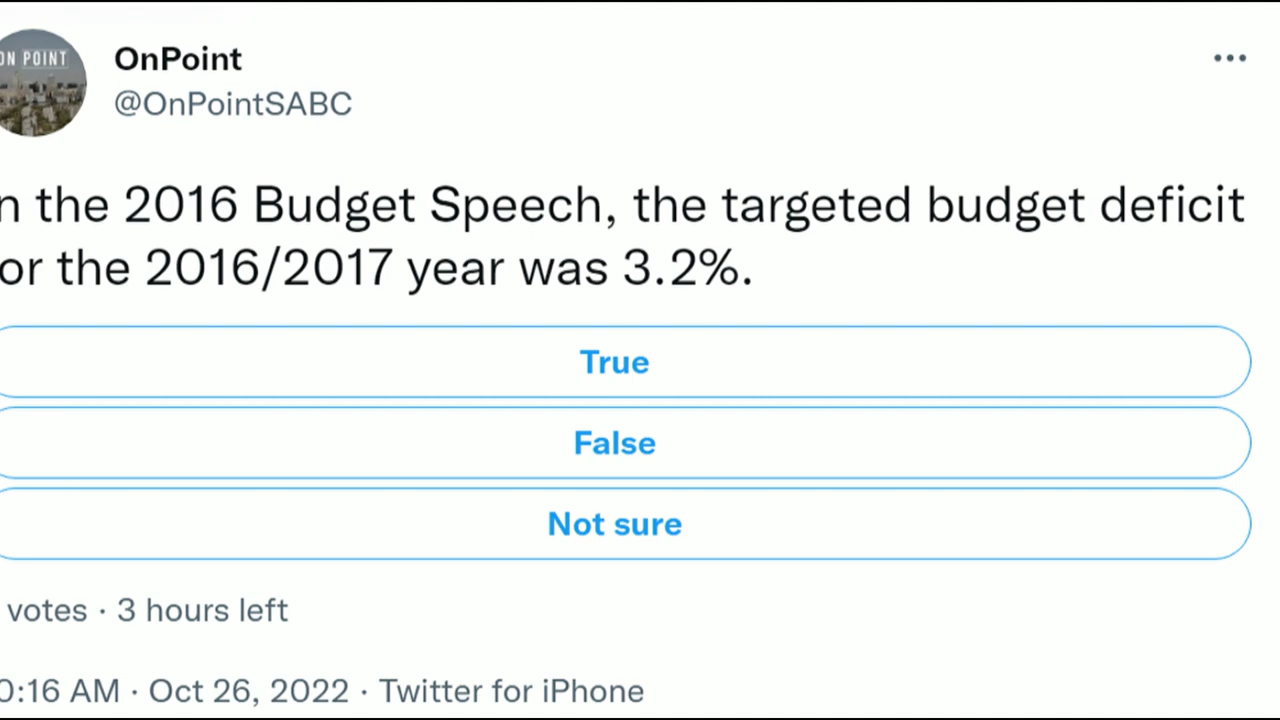 ON POINT
OnPoint
@OnPointSABC
n the 2016 Budget Speech, the targeted budget deficit
or the 2016/2017 year was 3.2%.
True
False
Not sure
votes · 3 hours left
0:16 AM · Oct 26, 2022 · Twitter for iPhone